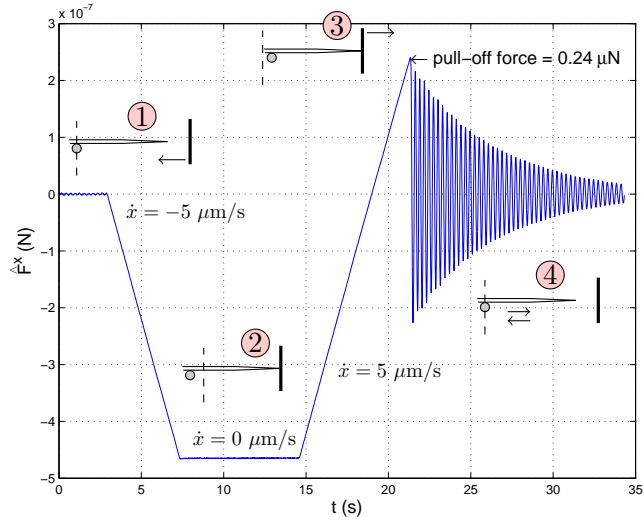 x 10⁻⁷
3
2
1
0
−1
−2
−3
−4
−5
0 5 10 15 20 25 30 35
t (s)
F̂ˣ (N)
1
2
3
4
pull−off force = 0.24 μN
ẋ = −5 μm/s
ẋ = 0 μm/s
ẋ = 5 μm/s